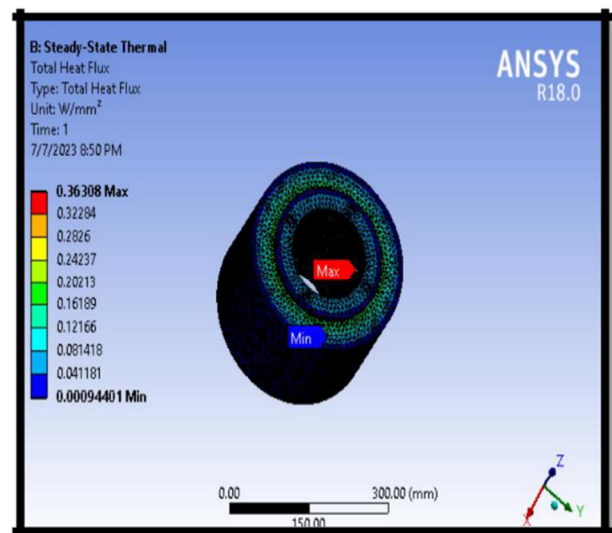 B: Steady-State Thermal
Total Heat Flux
Type: Total Heat Flux
Unit: W/mm²
Time: 1
7/7/2023 8:50 PM
ANSYS
R18.0
0.36308 Max
0.32284
0.2826
0.24237
0.20213
0.16189
0.12166
0.081418
0.041181
0.00094401 Min
Max
Min
0.00
300.00 (mm)
150.00
Z
Y
X